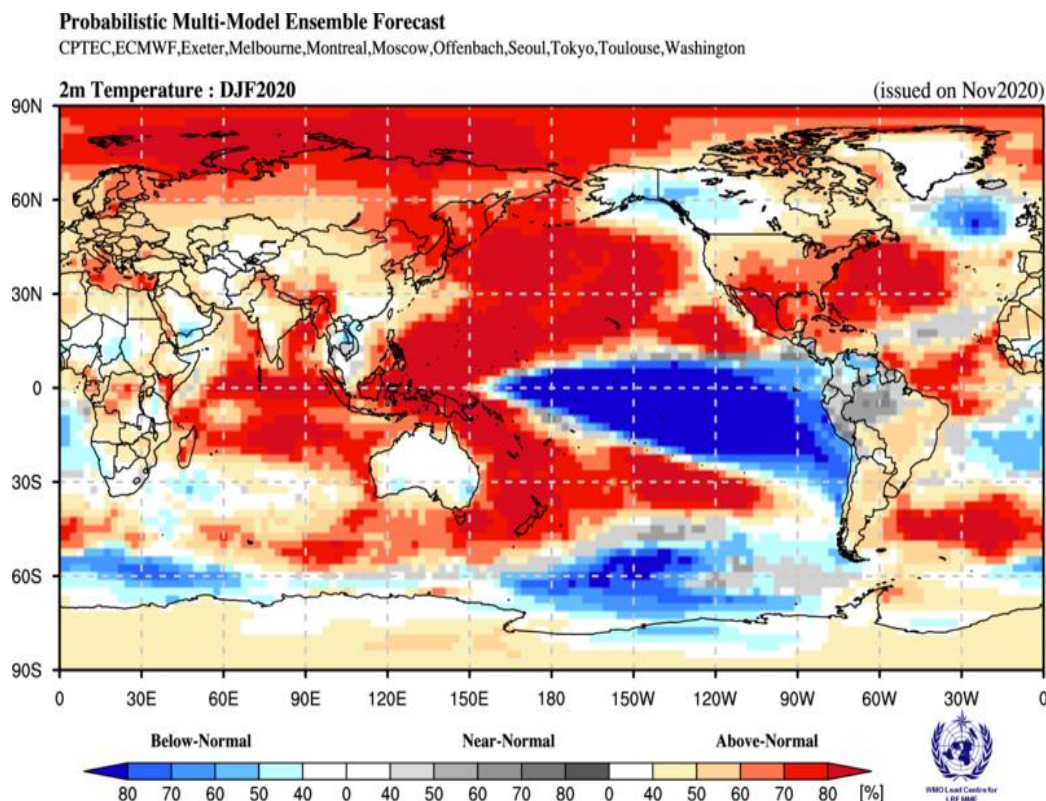 Probabilistic Multi-Model Ensemble Forecast
CPTEC,ECMWF,Exeter,Melbourne,Montreal,Moscow,Offenbach,Seoul,Tokyo,Toulouse,Washington
2m Temperature : DJF2020 (issued on Nov2020)
90N
60N
30N
0
30S
60S
90S
0 30E 60E 90E 120E 150E 180 150W 120W 90W 60W 30W 0
Below-Normal Near-Normal Above-Normal
80 70 60 50 40 0 40 50 60 70 80 0 40 50 60 70 80 [%]
WMO Lead Centre for
LRFMME